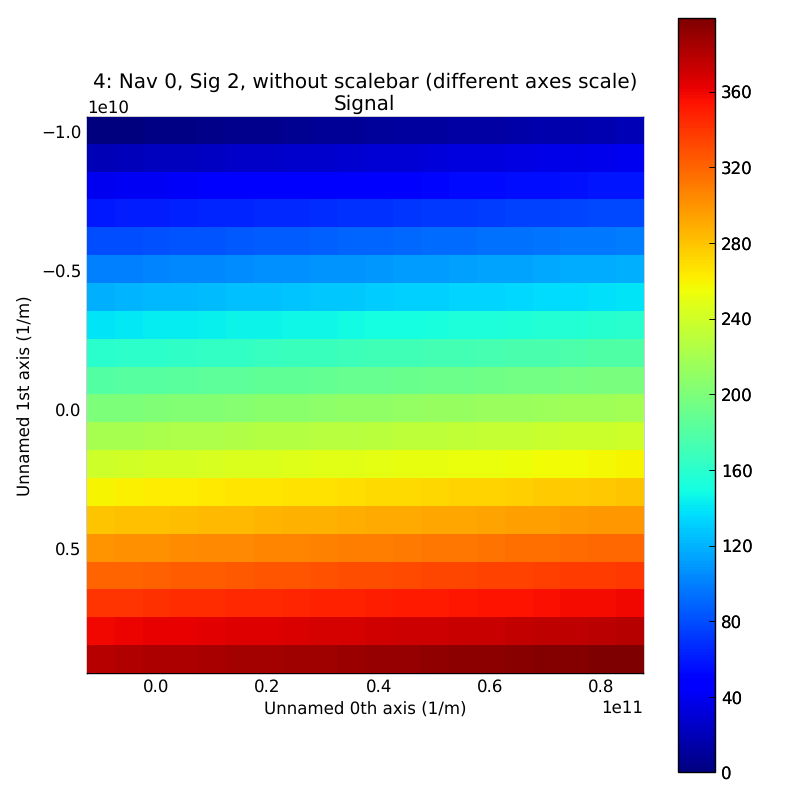 4: Nav 0, Sig 2, without scalebar (different axes scale)
Signal
1e10
−1.0
−0.5
0.0
0.5
Unnamed 1st axis (1/m)
0.0 0.2 0.4 0.6 0.8
1e11
Unnamed 0th axis (1/m)
360
320
280
240
200
160
120
80
40
0